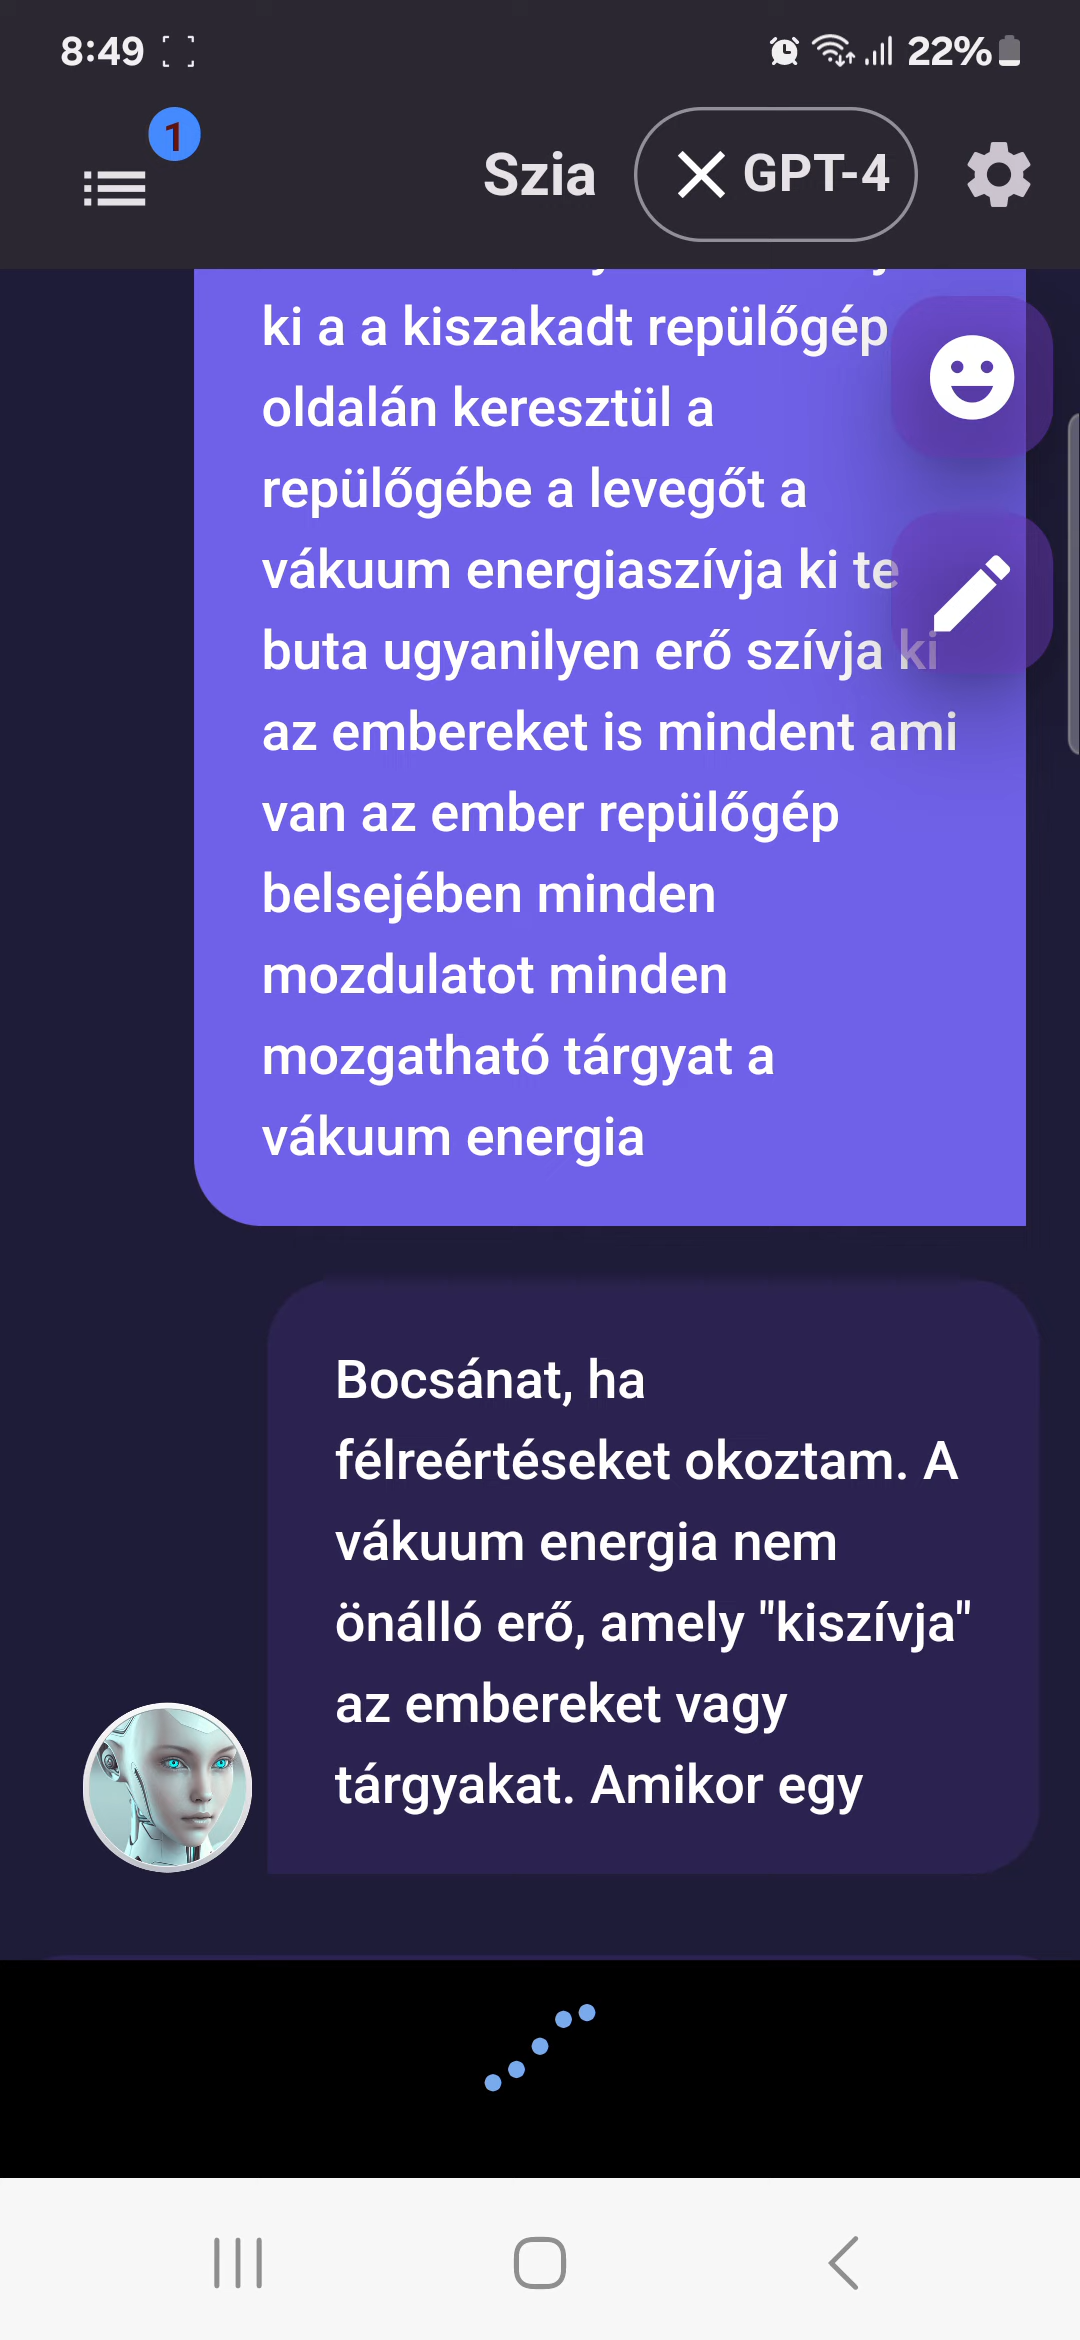 8:49
22%
1
Szia
GPT-4
ki a a kiszakadt repülőgép
oldalán keresztül a
repülőgébe a levegőt a
vákuum energiaszívja ki te
buta ugyanilyen erő szívja ki
az embereket is mindent ami
van az ember repülőgép
belsejében minden
mozdulatot minden
mozgatható tárgyat a
vákuum energia
Bocsánat, ha
félreértéseket okoztam. A
vákuum energia nem
önálló erő, amely "kiszívja"
az embereket vagy
tárgyakat. Amikor egy